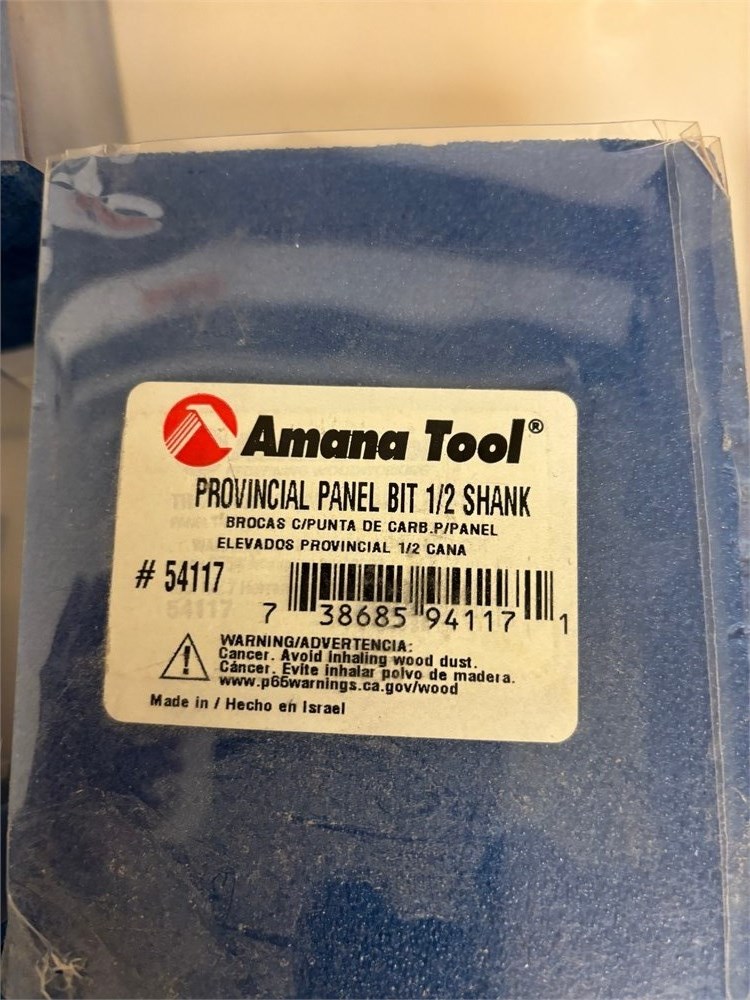 Amana Tool®
PROVINCIAL PANEL BIT 1/2 SHANK
BROCAS C/PUNTA DE CARB.P/PANEL
ELEVADOS PROVINCIAL 1/2 CANA
# 54117
7 38685 94117 1
WARNING/ADVERTENCIA:
Cancer. Avoid inhaling wood dust.
Cáncer. Evite inhalar polvo de madera.
www.p65warnings.ca.gov/wood
Made in / Hecho en Israel